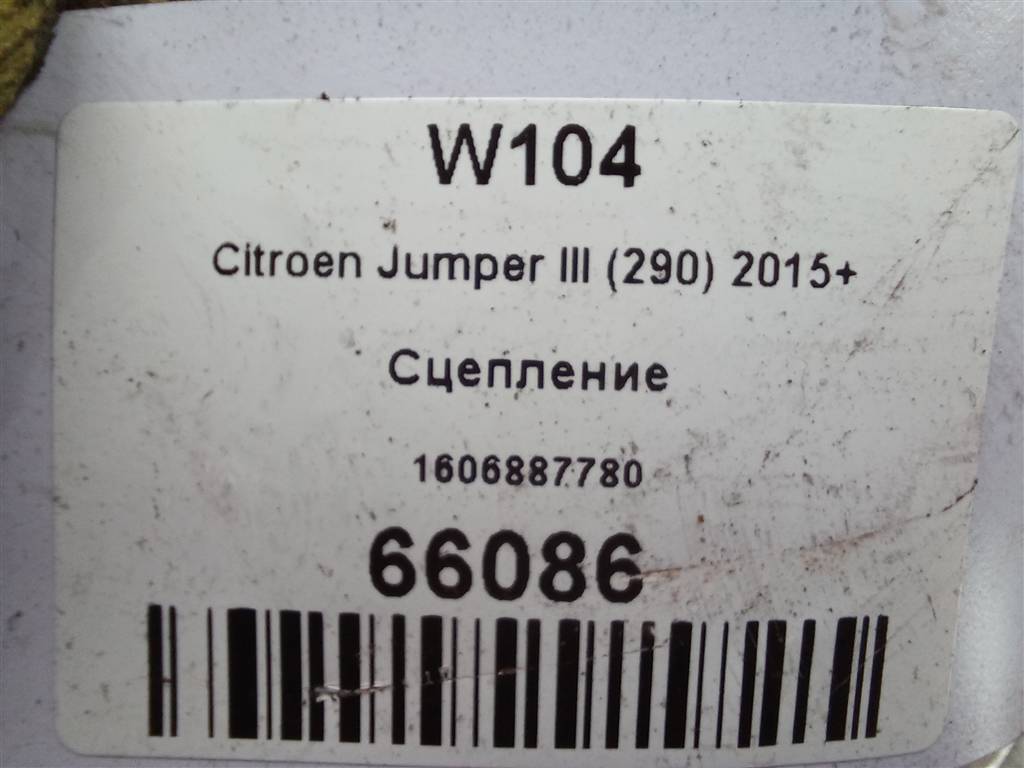 W104
Citroen Jumper III (290) 2015+
Сцепление
1606887780
66086